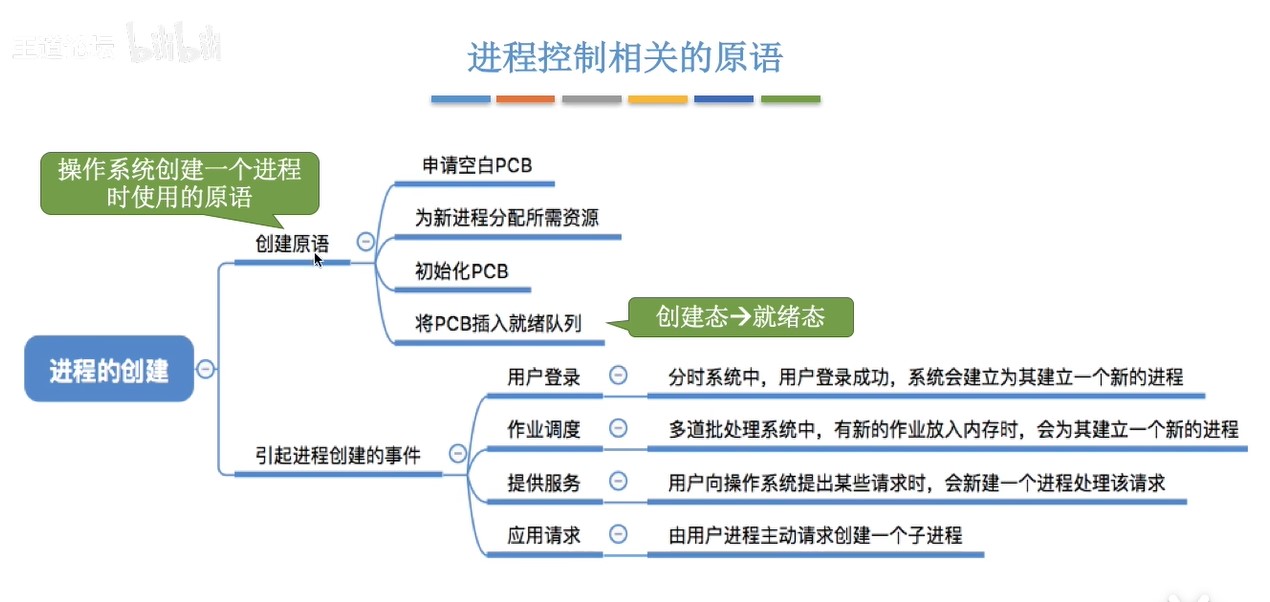 王道论坛 bilibili
进程控制相关的原语
操作系统创建一个进程
时使用的原语
创建原语
申请空白PCB
为新进程分配所需资源
初始化PCB
将PCB插入就绪队列
创建态→就绪态
进程的创建
引起进程创建的事件
用户登录
分时系统中，用户登录成功，系统会建立为其建立一个新的进程
作业调度
多道批处理系统中，有新的作业放入内存时，会为其建立一个新的进程
提供服务
用户向操作系统提出某些请求时，会新建一个进程处理该请求
应用请求
由用户进程主动请求创建一个子进程